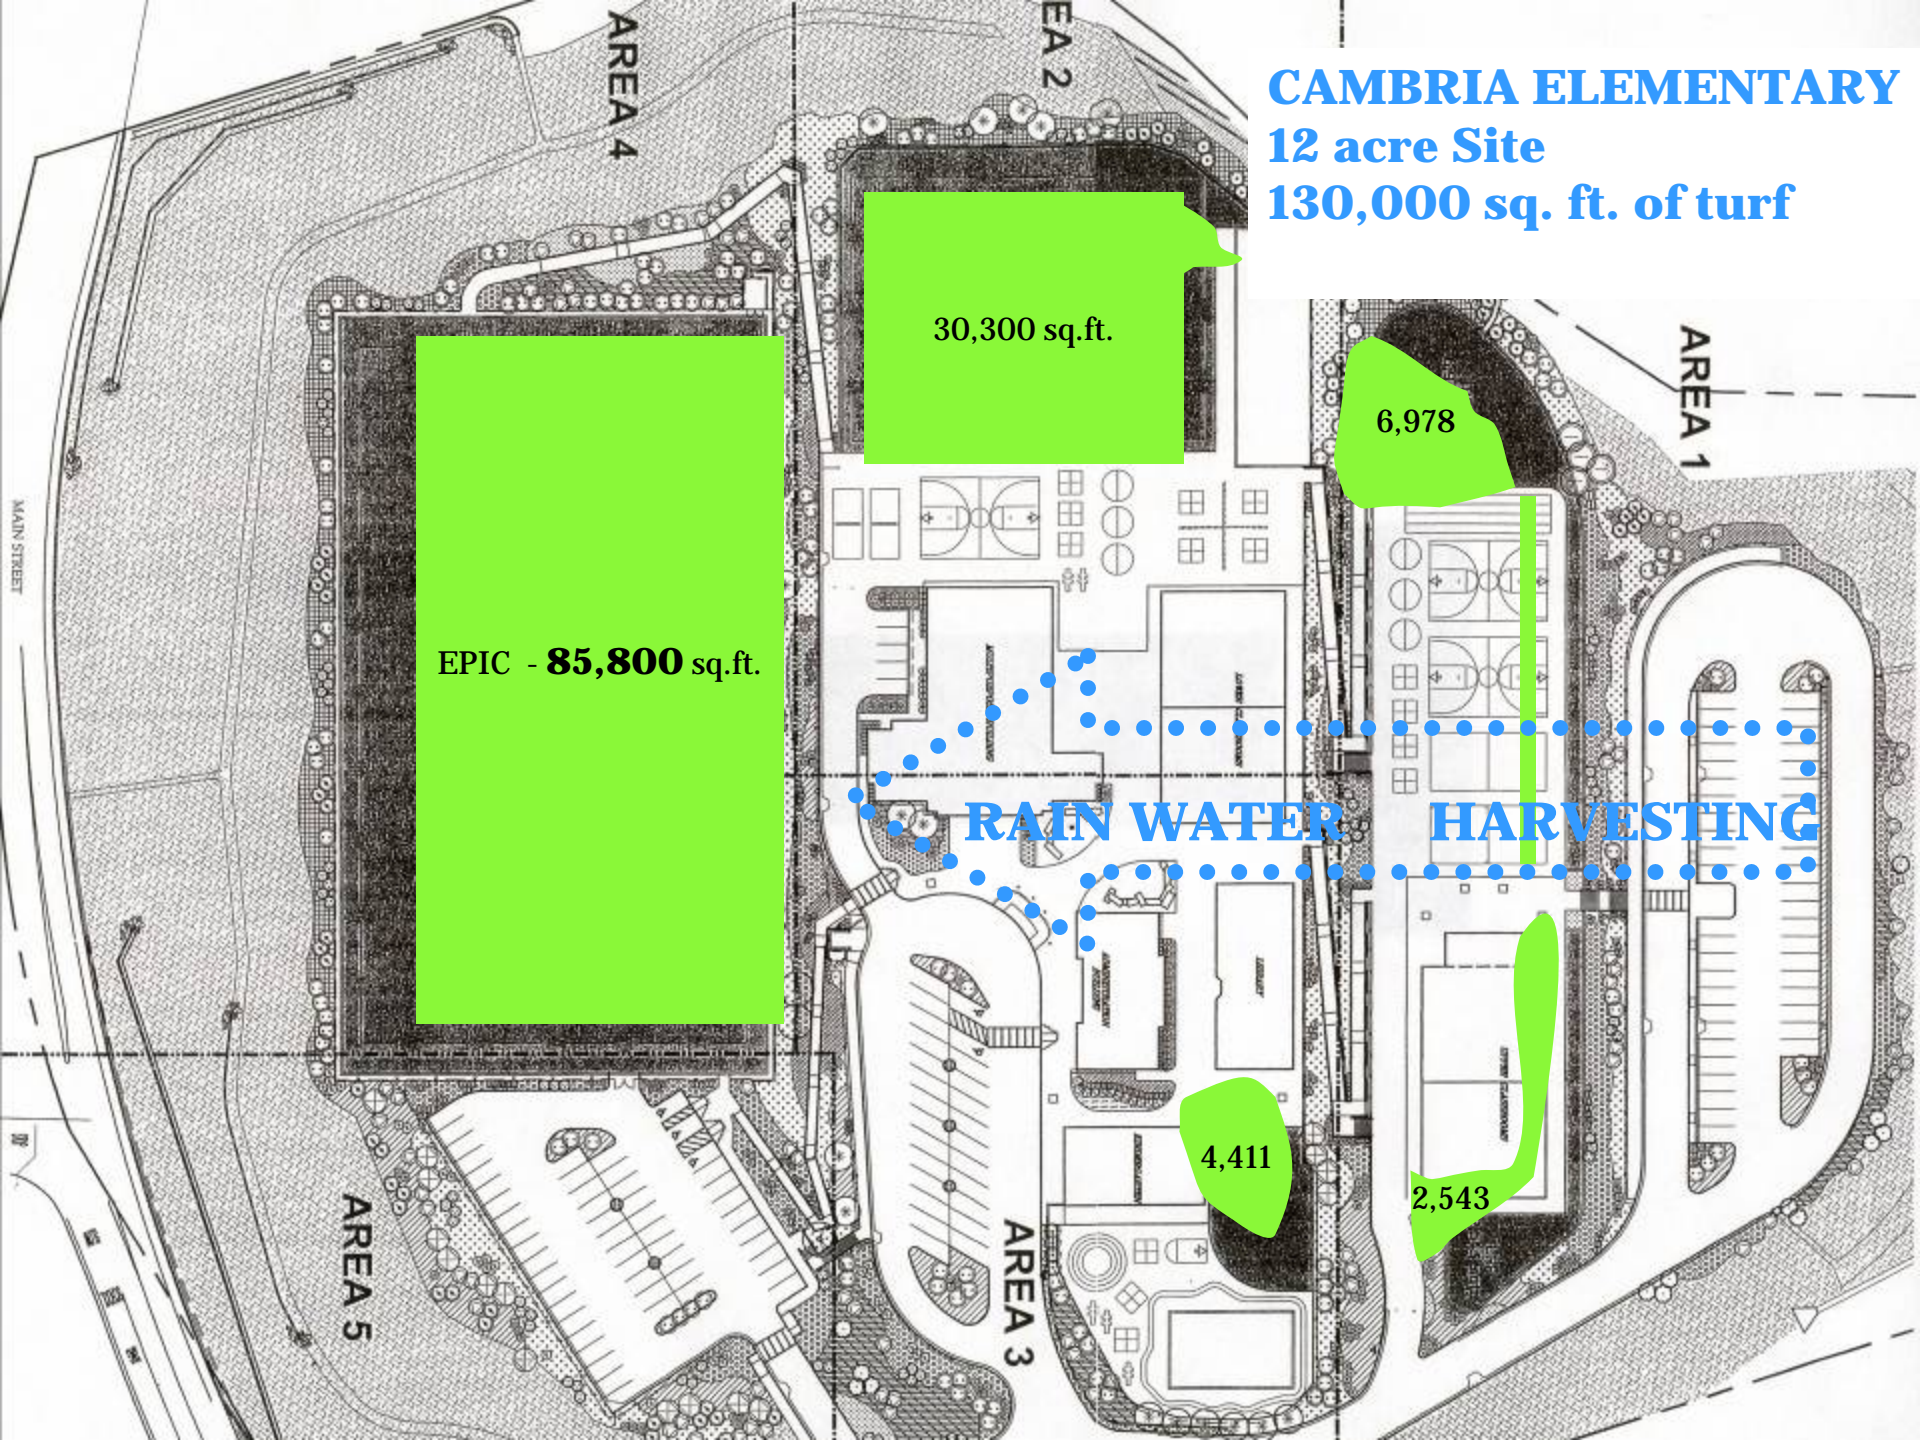 CAMBRIA ELEMENTARY
12 acre Site
130,000 sq. ft. of turf
AREA 4
EA 2
AREA 1
30,300 sq.ft.
6,978
MAIN STREET
EPIC - 85,800 sq.ft.
RAIN WATER HARVESTING
4,411
2,543
AREA 5
AREA 3